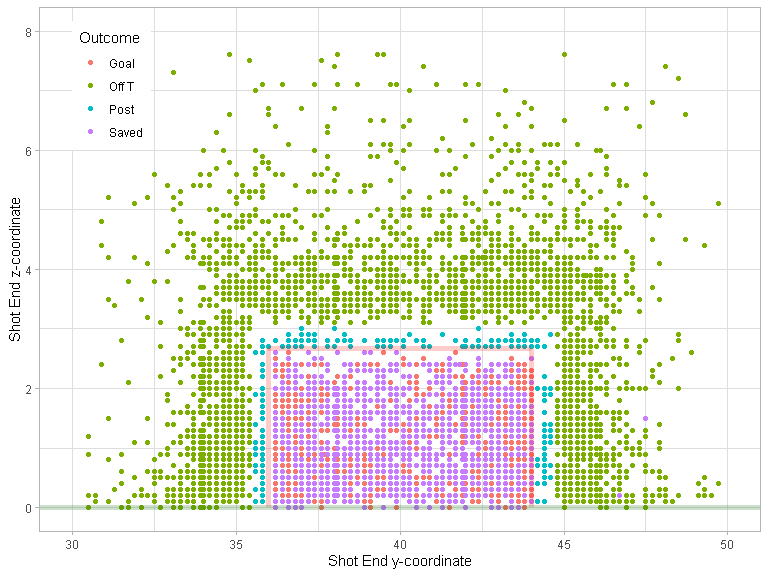 Outcome
Goal
Off T
Post
Saved
8
6
4
2
0
Shot End z-coordinate
30 35 40 45 50
Shot End y-coordinate